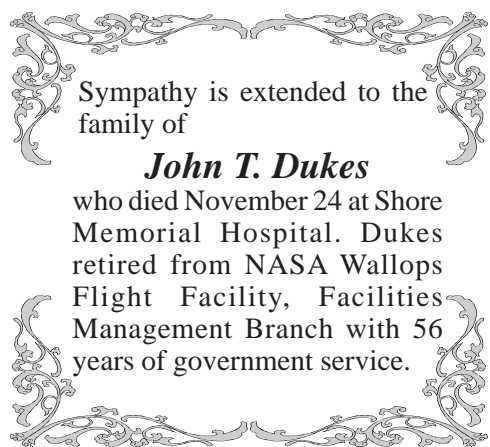 Sympathy is extended to the
family of
John T. Dukes
who died November 24 at Shore
Memorial Hospital. Dukes
retired from NASA Wallops
Flight Facility, Facilities
Management Branch with 56
years of government service.